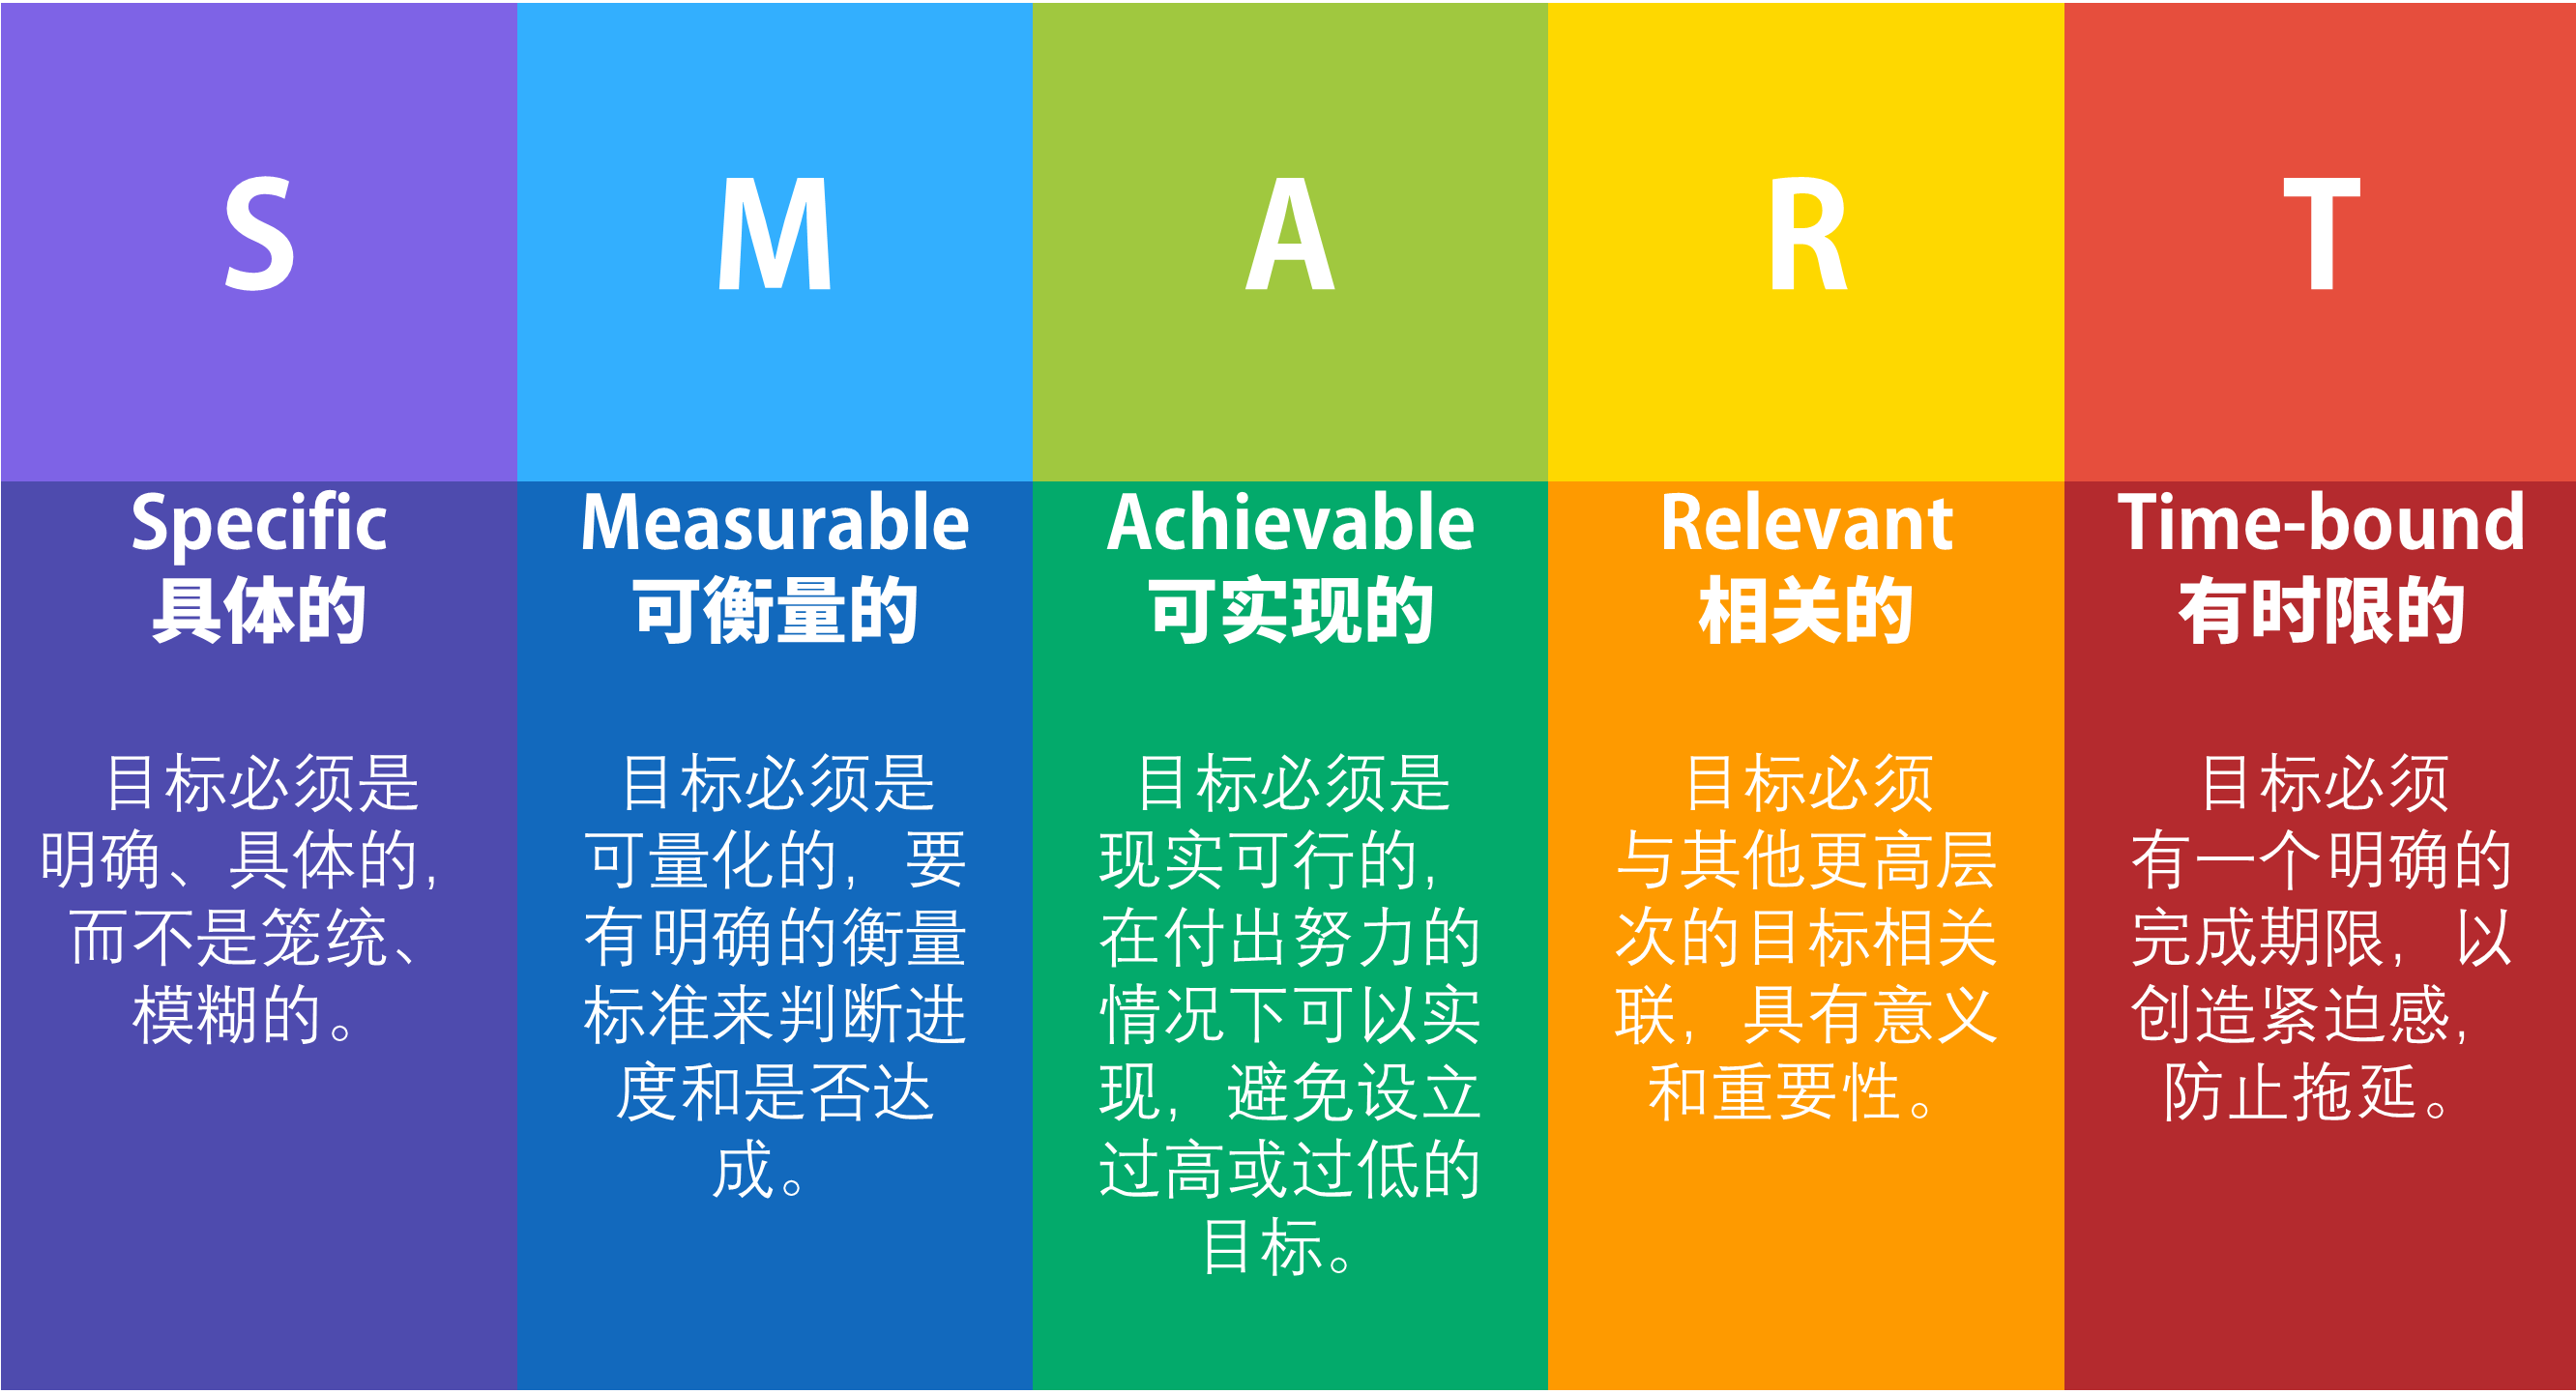 S
Specific
具体的
目标必须是
明确、具体的,
而不是笼统、
模糊的。
M
Measurable
可衡量的
目标必须是
可量化的, 要
有明确的衡量
标准来判断进
度和是否达
成。
A
Achievable
可实现的
目标必须是
现实可行的,
在付出努力的
情况下可以实
现, 避免设立
过高或过低的
目标。
R
Relevant
相关的
目标必须
与其他更高层
次的目标相关
联, 具有意义
和重要性。
T
Time-bound
有时限的
目标必须
有一个明确的
完成期限, 以
创造紧迫感,
防止拖延。